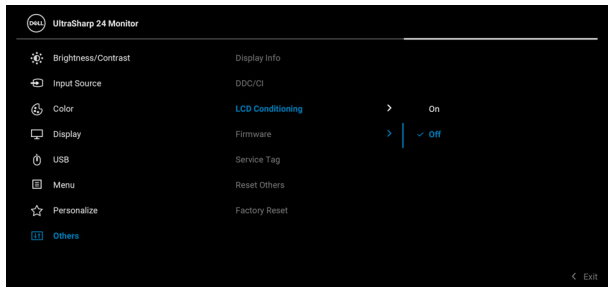 DELL UltraSharp 24 Monitor
Brightness/Contrast
Display Info
Input Source
DDC/CI
Color
LCD Conditioning
On
Display
Firmware
Off
USB
Service Tag
Menu
Reset Others
Personalize
Factory Reset
Others
Exit